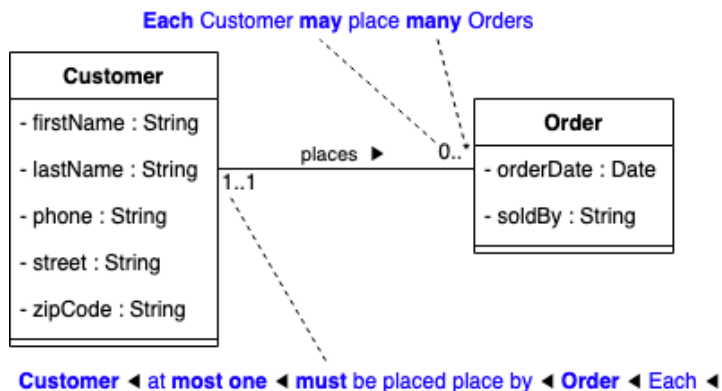 Each Customer may place many Orders
Customer
- firstName : String
- lastName : String
- phone : String
- street : String
- zipCode : String
places ►
0..*
1..1
Order
- orderDate : Date
- soldBy : String
Customer ◄ at most one ◄ must be placed place by ◄ Order ◄ Each ◄